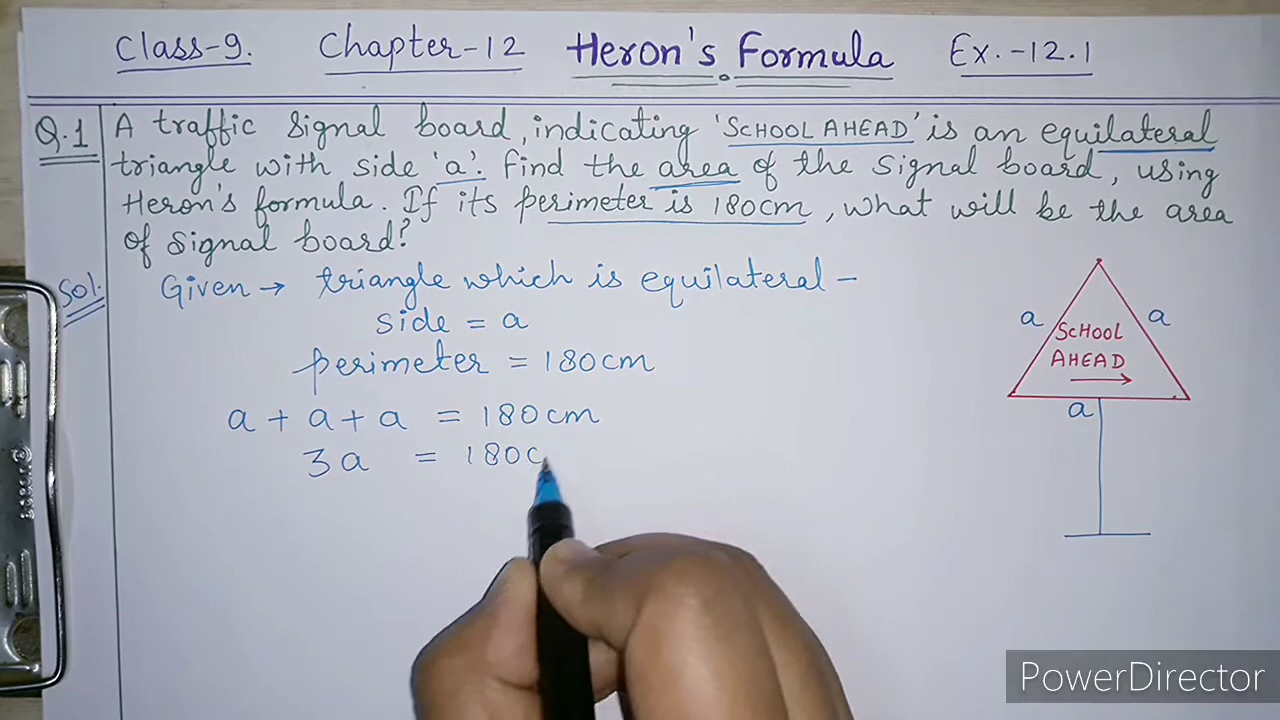 Class-9. Chapter-12 Heron's Formula Ex.-12.1
Q.1 A traffic signal board, indicating 'SCHOOL AHEAD' is an equilateral
triangle with side 'a'. Find the area of the signal board, using
Heron's formula. If its perimeter is 180cm, what will be the area
of signal board?
Sol. Given → triangle which is equilateral -
side = a
perimeter = 180cm
a + a + a = 180cm
3a = 180c
a
a
SCHOOL
AHEAD
a
PowerDirector